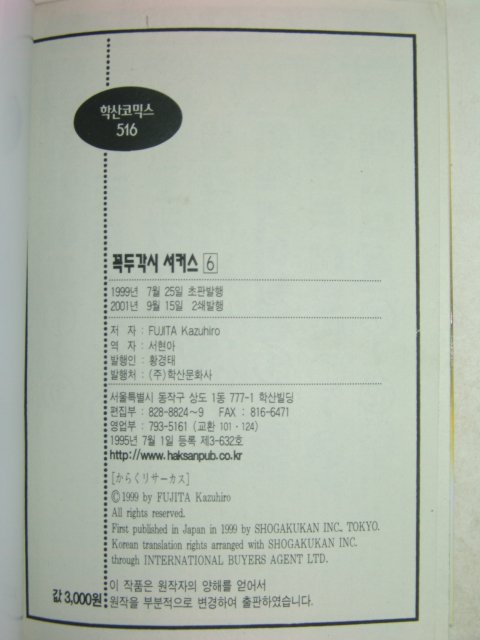 학산코믹스
516
꼭두각시 서커스 6
1999년 7월 25일 초판발행
2001년 9월 15일 2쇄발행
저 자 : FUJITA Kazuhiro
역 자 : 서현아
발행인 : 황경태
발행처 : (주)학산문화사
서울특별시 동작구 상도 1동 777-1 학산빌딩
편집부 : 828-8824~9 FAX : 816-6471
영업부 : 793-5161 (교환 101·124)
1995년 7월 1일 등록 제3-632호
http://www.haksanpub.co.kr
[からくりサーカス]
©1999 by FUJITA Kazuhiro
All rights reserved.
First published in Japan in 1999 by SHOGAKUKAN INC., TOKYO.
Korean translation rights arranged with SHOGAKUKAN INC.
through INTERNATIONAL BUYERS AGENT LTD.
이 작품은 원작자의 양해를 얻어서
값 3,000원 원작을 부분적으로 변경하여 출판하였습니다.